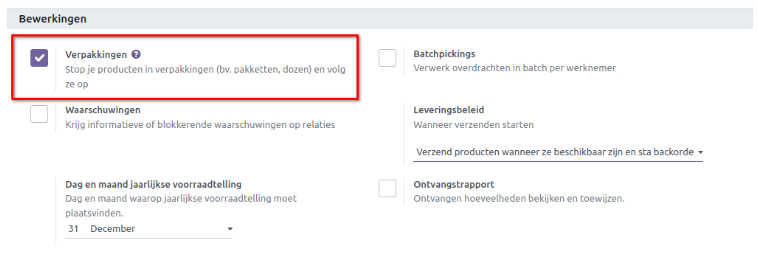 Bewerkingen
Verpakkingen ?
Stop je producten in verpakkingen (bv. pakketten, dozen) en volg
ze op
Batchpickings
Verwerk overdrachten in batch per werknemer
Waarschuwingen
Krijg informatieve of blokkerende waarschuwingen op relaties
Leveringsbeleid
Wanneer verzenden starten
Verzend producten wanneer ze beschikbaar zijn en sta backorde
Dag en maand jaarlijkse voorraadtelling
Dag en maand waarop jaarlijkse voorraadtelling moet
plaatsvinden.
31 December
Ontvangstrapport
Ontvangen hoeveelheden bekijken en toewijzen.